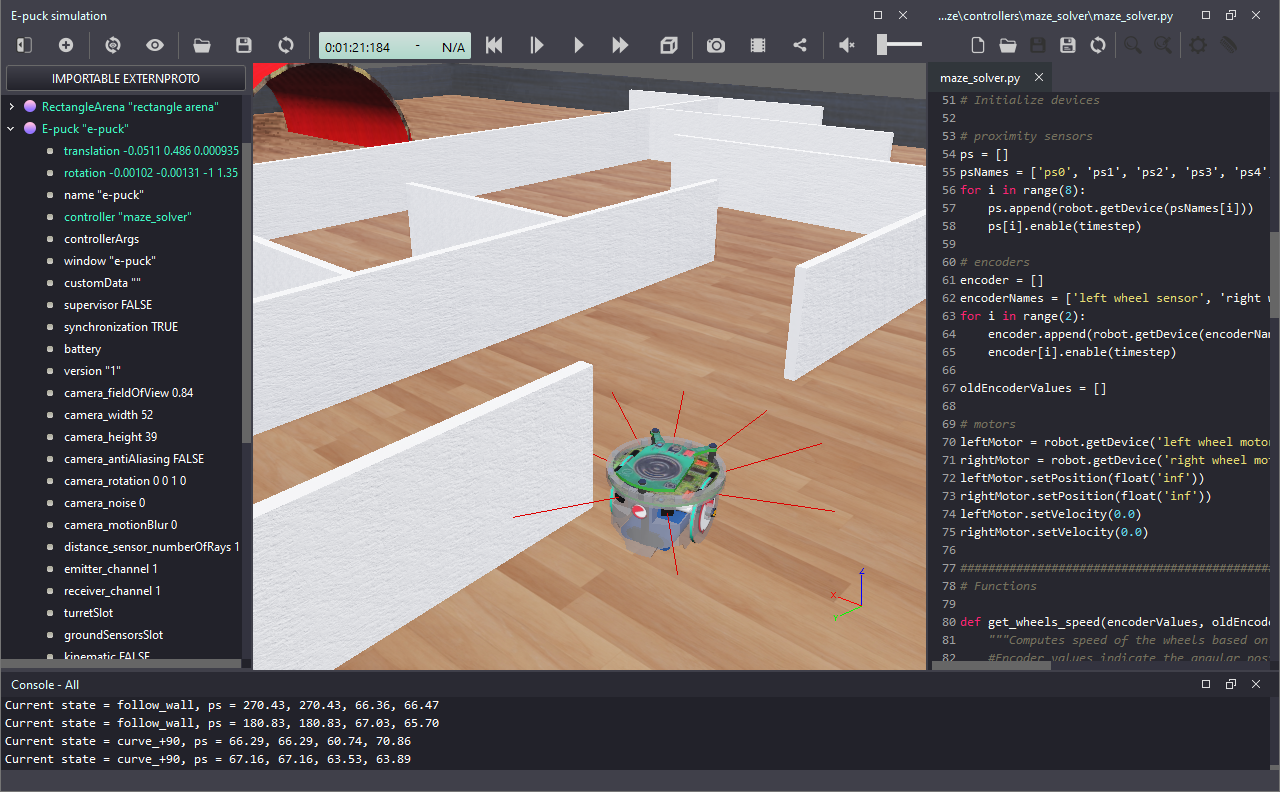 E-puck simulation
0:01:21:184 - N/A
IMPORTABLE EXTERNPROTO
RectangleArena "rectangle arena"
E-puck "e-puck"
translation -0.0511 0.486 0.000935
rotation -0.00102 -0.00131 -1 1.35
name "e-puck"
controller "maze_solver"
controllerArgs
window "e-puck"
customData ""
supervisor FALSE
synchronization TRUE
battery
version "1"
camera_fieldOfView 0.84
camera_width 52
camera_height 39
camera_antiAliasing FALSE
camera_rotation 0 0 1 0
camera_noise 0
camera_motionBlur 0
distance_sensor_numberOfRays 1
emitter_channel 1
receiver_channel 1
turretSlot
groundSensorsSlot
kinematic FALSE
X
Z
...ze\controllers\maze_solver\maze_solver.py
maze_solver.py
51 # Initialize devices
52
53 # proximity sensors
54 ps = []
55 psNames = ['ps0', 'ps1', 'ps2', 'ps3', 'ps4'
56 for i in range(8):
57     ps.append(robot.getDevice(psNames[i]))
58     ps[i].enable(timestep)
59
60 # encoders
61 encoder = []
62 encoderNames = ['left wheel sensor', 'right w
63 for i in range(2):
64     encoder.append(robot.getDevice(encoderNam
65     encoder[i].enable(timestep)
66
67 oldEncoderValues = []
68
69 # motors
70 leftMotor = robot.getDevice('left wheel motor
71 rightMotor = robot.getDevice('right wheel mot
72 leftMotor.setPosition(float('inf'))
73 rightMotor.setPosition(float('inf'))
74 leftMotor.setVelocity(0.0)
75 rightMotor.setVelocity(0.0)
76
77 #############################################
78 # Functions
79
80 def get_wheels_speed(encoderValues, oldEncode
81     """Computes speed of the wheels based on
82     #Encoder values indicate the angular pos
Console - All
Current state = follow_wall, ps = 270.43, 270.43, 66.36, 66.47
Current state = follow_wall, ps = 180.83, 180.83, 67.03, 65.70
Current state = curve_+90, ps = 66.29, 66.29, 60.74, 70.86
Current state = curve_+90, ps = 67.16, 67.16, 63.53, 63.89